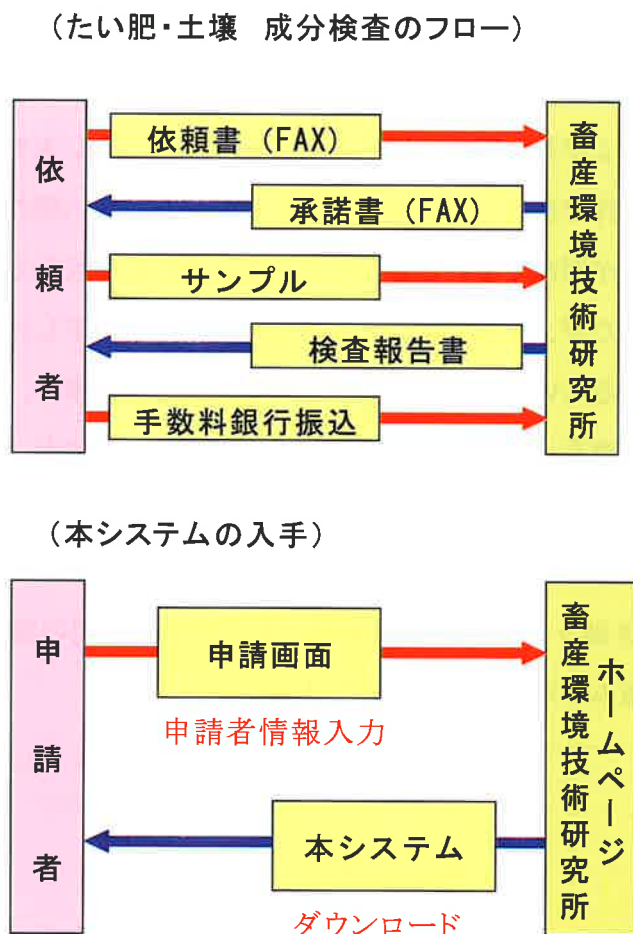 （たい肥・土壌 成分検査のフロー）
依頼者
依頼書（FAX）
承諾書（FAX）
サンプル
検査報告書
手数料銀行振込
畜産環境技術研究所
（本システムの入手）
申請者
申請画面
申請者情報入力
本システム
ダウンロード
畜産環境技術研究所
ホームページ